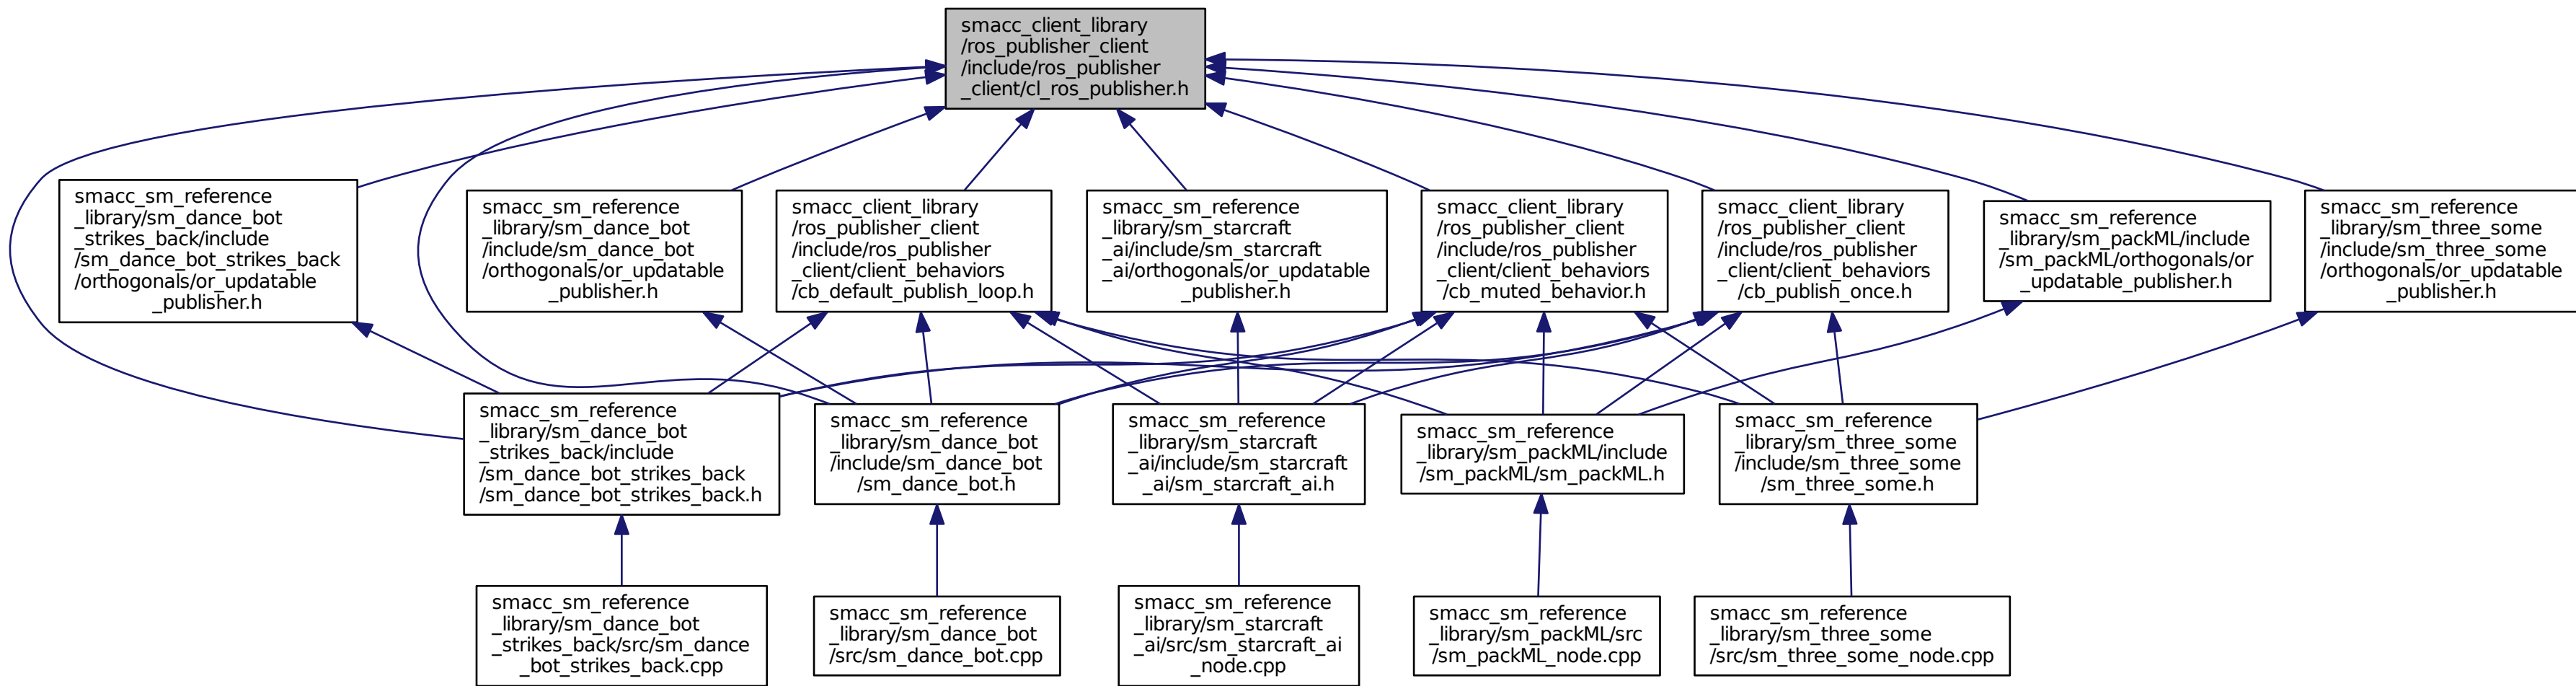 smacc_client_library
/ros_publisher_client
/include/ros_publisher
_client/cl_ros_publisher.h
smacc_sm_reference
_library/sm_dance_bot
_strikes_back/include
/sm_dance_bot_strikes_back
/orthogonals/or_updatable
_publisher.h
smacc_sm_reference
_library/sm_dance_bot
/include/sm_dance_bot
/orthogonals/or_updatable
_publisher.h
smacc_client_library
/ros_publisher_client
/include/ros_publisher
_client/client_behaviors
/cb_default_publish_loop.h
smacc_sm_reference
_library/sm_starcraft
_ai/include/sm_starcraft
_ai/orthogonals/or_updatable
_publisher.h
smacc_client_library
/ros_publisher_client
/include/ros_publisher
_client/client_behaviors
/cb_muted_behavior.h
smacc_client_library
/ros_publisher_client
/include/ros_publisher
_client/client_behaviors
/cb_publish_once.h
smacc_sm_reference
_library/sm_packML/include
/sm_packML/orthogonals/or
_updatable_publisher.h
smacc_sm_reference
_library/sm_three_some
/include/sm_three_some
/orthogonals/or_updatable
_publisher.h
smacc_sm_reference
_library/sm_dance_bot
_strikes_back/include
/sm_dance_bot_strikes_back
/sm_dance_bot_strikes_back.h
smacc_sm_reference
_library/sm_dance_bot
/include/sm_dance_bot
/sm_dance_bot.h
smacc_sm_reference
_library/sm_starcraft
_ai/include/sm_starcraft
_ai/sm_starcraft_ai.h
smacc_sm_reference
_library/sm_packML/include
/sm_packML/sm_packML.h
smacc_sm_reference
_library/sm_three_some
/include/sm_three_some
/sm_three_some.h
smacc_sm_reference
_library/sm_dance_bot
_strikes_back/src/sm_dance
_bot_strikes_back.cpp
smacc_sm_reference
_library/sm_dance_bot
/src/sm_dance_bot.cpp
smacc_sm_reference
_library/sm_starcraft
_ai/src/sm_starcraft_ai
_node.cpp
smacc_sm_reference
_library/sm_packML/src
/sm_packML_node.cpp
smacc_sm_reference
_library/sm_three_some
/src/sm_three_some_node.cpp